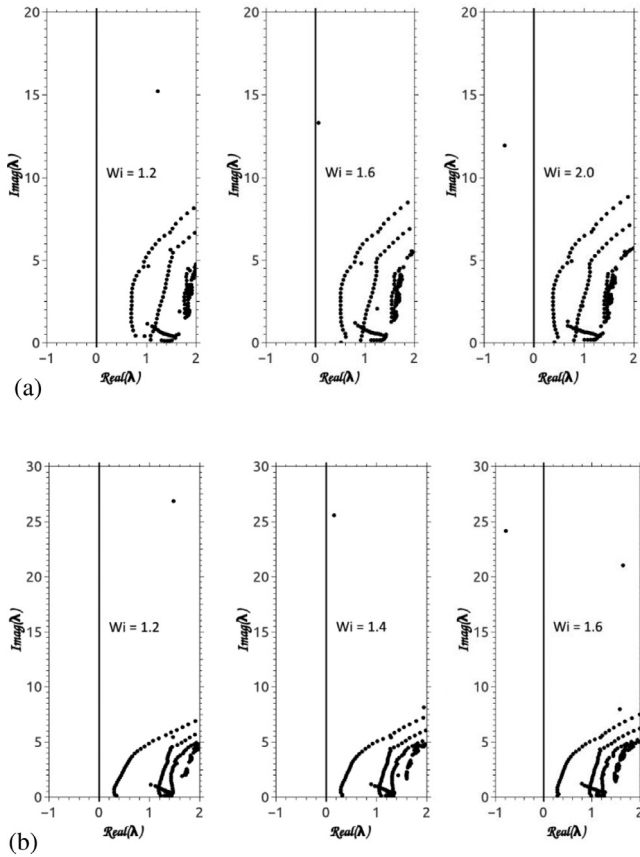 20 20 20
15 15 15
10 10 10
5 5 5
0 0 0
Imag(λ) Imag(λ) Imag(λ)
Wi = 1.2 Wi = 1.6 Wi = 2.0
−1 0 1 2 −1 0 1 2 −1 0 1 2
Real(λ) Real(λ) Real(λ)
(a)
30 30 30
25 25 25
20 20 20
15 15 15
10 10 10
5 5 5
0 0 0
Imag(λ) Imag(λ) Imag(λ)
Wi = 1.2 Wi = 1.4 Wi = 1.6
−1 0 1 2 −1 0 1 2 −1 0 1 2
Real(λ) Real(λ) Real(λ)
(b)